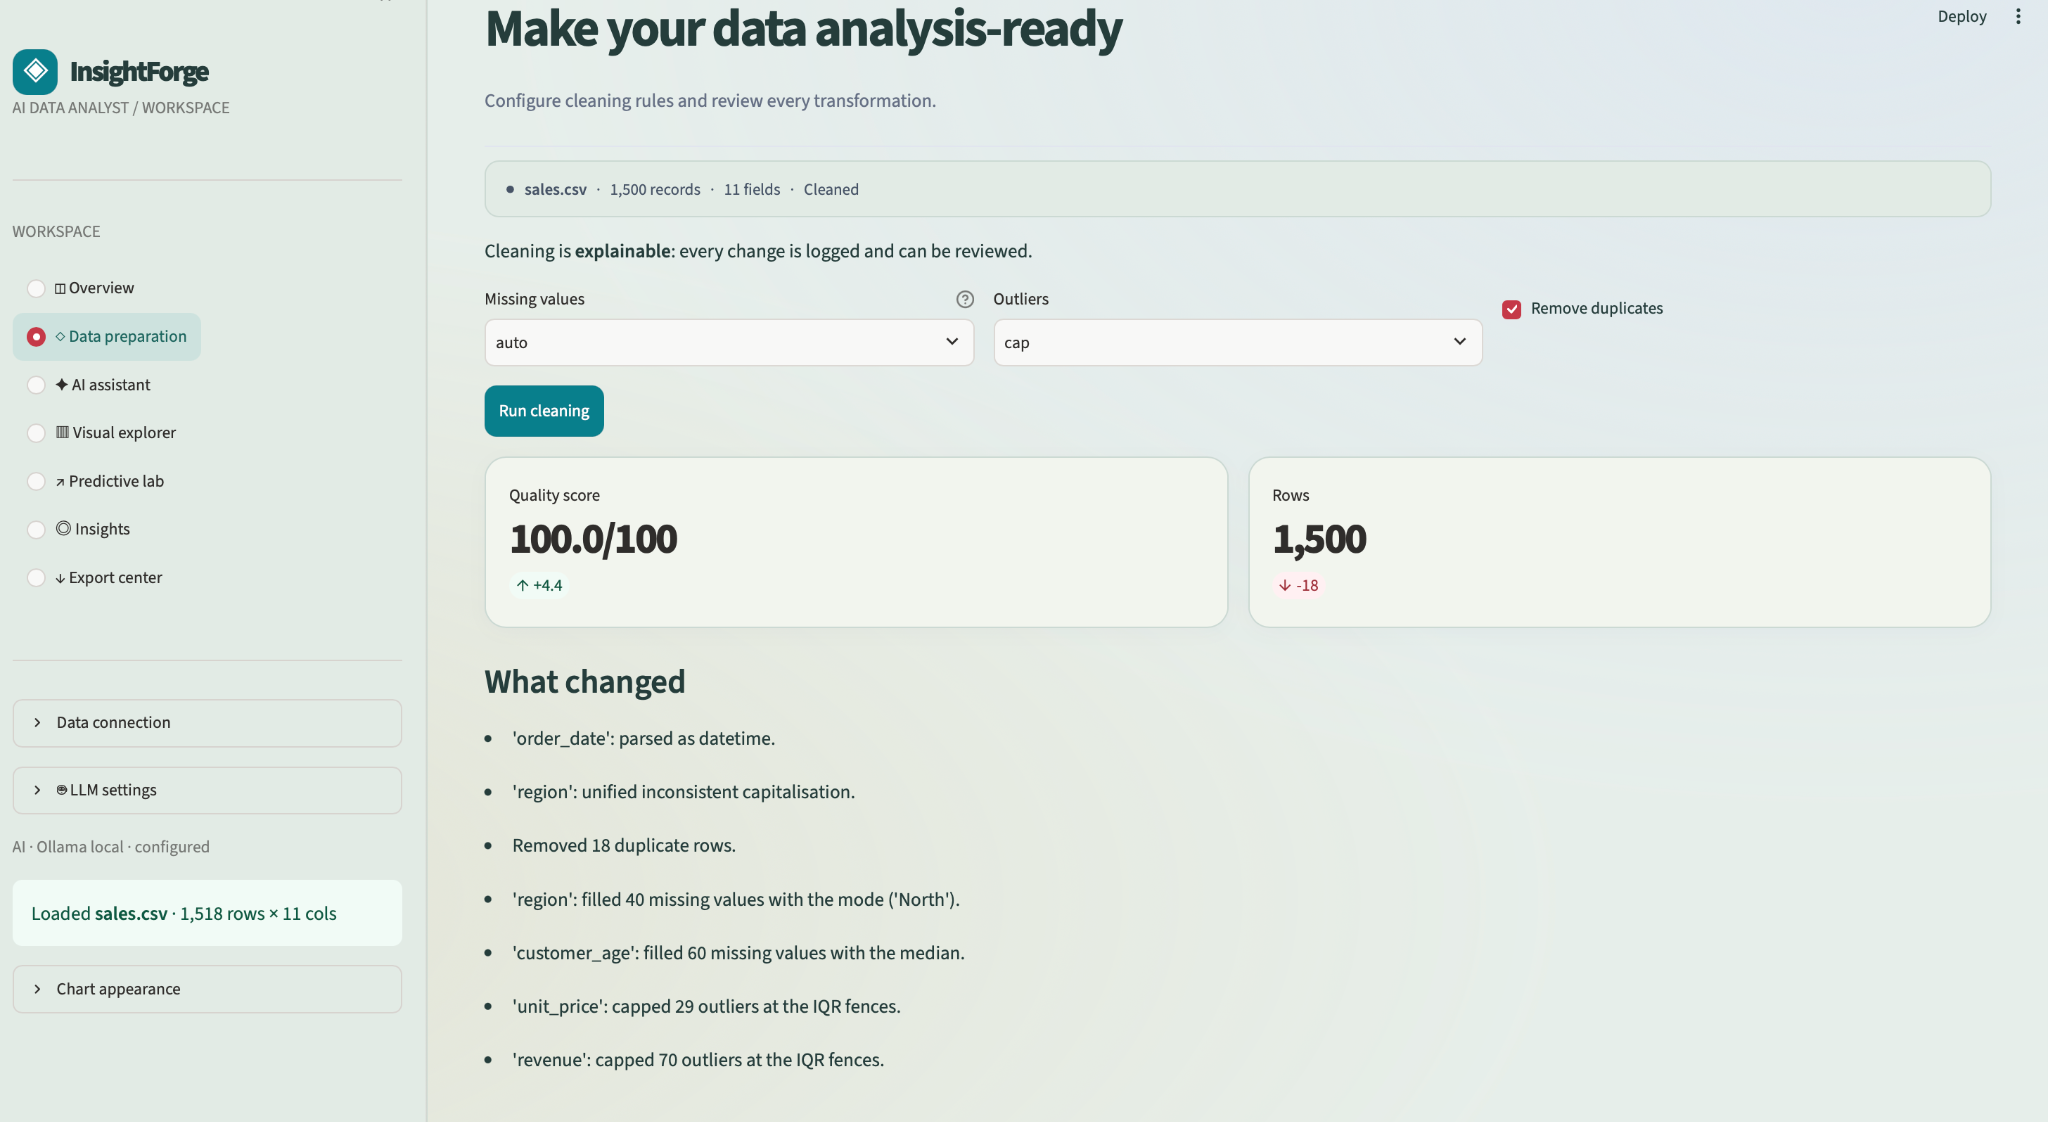 InsightForge
AI DATA ANALYST / WORKSPACE
WORKSPACE
Overview
Data preparation
AI assistant
Visual explorer
Predictive lab
Insights
Export center
Data connection
LLM settings
AI · Ollama local · configured
Loaded sales.csv · 1,518 rows × 11 cols
Chart appearance
Deploy
Make your data analysis-ready
Configure cleaning rules and review every transformation.
sales.csv · 1,500 records · 11 fields · Cleaned
Cleaning is explainable: every change is logged and can be reviewed.
Missing values
auto
Outliers
cap
Remove duplicates
Run cleaning
Quality score
100.0/100
↑ +4.4
Rows
1,500
↓ -18
What changed
• 'order_date': parsed as datetime.
• 'region': unified inconsistent capitalisation.
• Removed 18 duplicate rows.
• 'region': filled 40 missing values with the mode ('North').
• 'customer_age': filled 60 missing values with the median.
• 'unit_price': capped 29 outliers at the IQR fences.
• 'revenue': capped 70 outliers at the IQR fences.